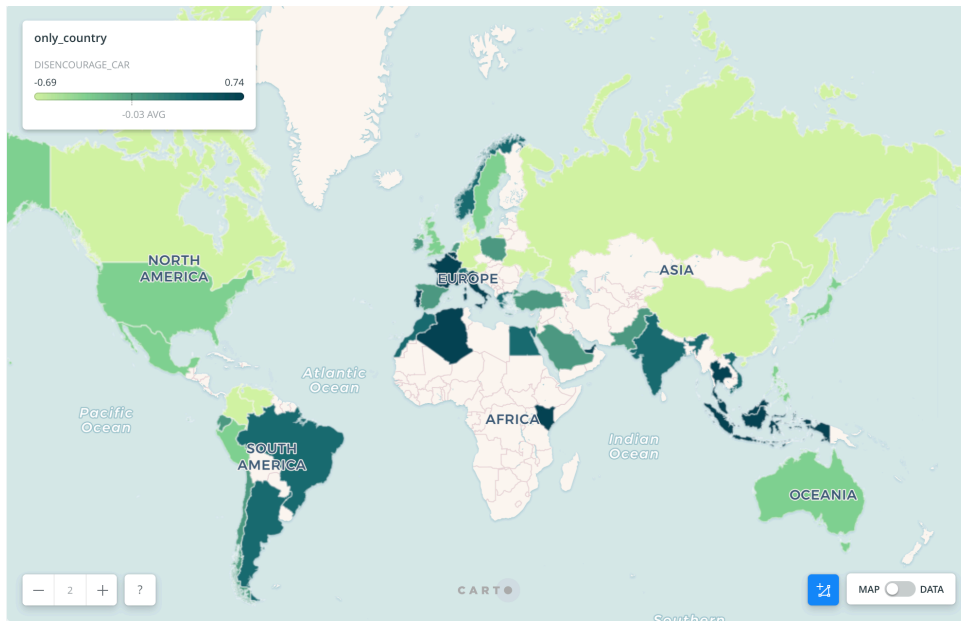 only_country
DISENCOURAGE_CAR
-0.69 0.74
-0.03 AVG
NORTH
AMERICA
EUROPE
ASIA
Atlantic
Ocean
Pacific
Ocean
AFRICA
Indian
Ocean
SOUTH
AMERICA
OCEANIA
− 2 + ?
CARTO
MAP DATA
Southern